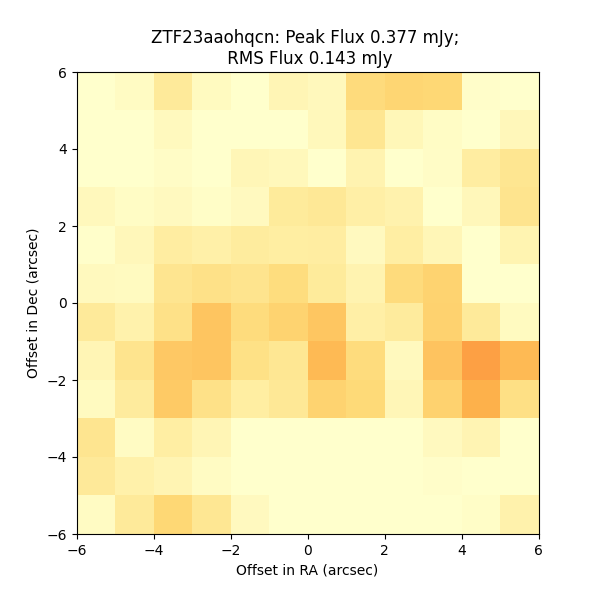 ZTF23aaohqcn: Peak Flux 0.377 mJy;
RMS Flux 0.143 mJy
6
4
2
0
−2
−4
−6
Offset in Dec (arcsec)
−6 −4 −2 0 2 4 6
Offset in RA (arcsec)